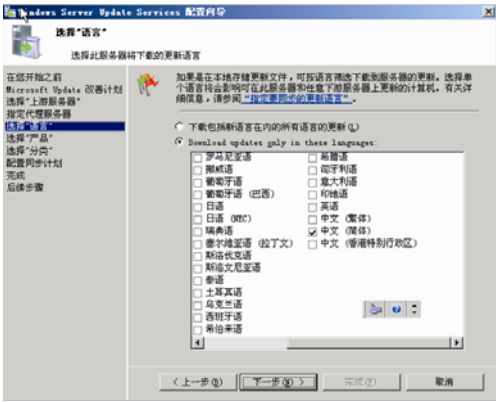 Windows Server Update Services 配置向导
选择"语言"
选择此服务器将下载的更新语言
在您开始之前
Microsoft Update 改善计划
选择"上游服务器"
指定代理服务器
选择"语言"
选择"产品"
选择"分类"
配置同步计划
完成
后续步骤
如果是在本地存储更新文件，可按语言筛选下载到服务器的更新。选择单
个语言将会影响可在此服务器和任意下游服务器上更新的计算机。有关详
细信息，请参阅“指定要同步的更新语言”。
下载包括新语言在内的所有语言的更新(L)
Download updates only in these languages:
罗马尼亚语
挪威语
葡萄牙语
葡萄牙语 (巴西)
日语
日语 (NEC)
瑞典语
塞尔维亚语 (拉丁文)
斯洛伐克语
斯洛文尼亚语
泰语
土耳其语
乌克兰语
西班牙语
希伯来语
希腊语
匈牙利语
意大利语
印地语
英语
中文 (繁体)
中文 (简体)
中文 (香港特别行政区)
< 上一步(B)
下一步(N) >
完成(F)
取消